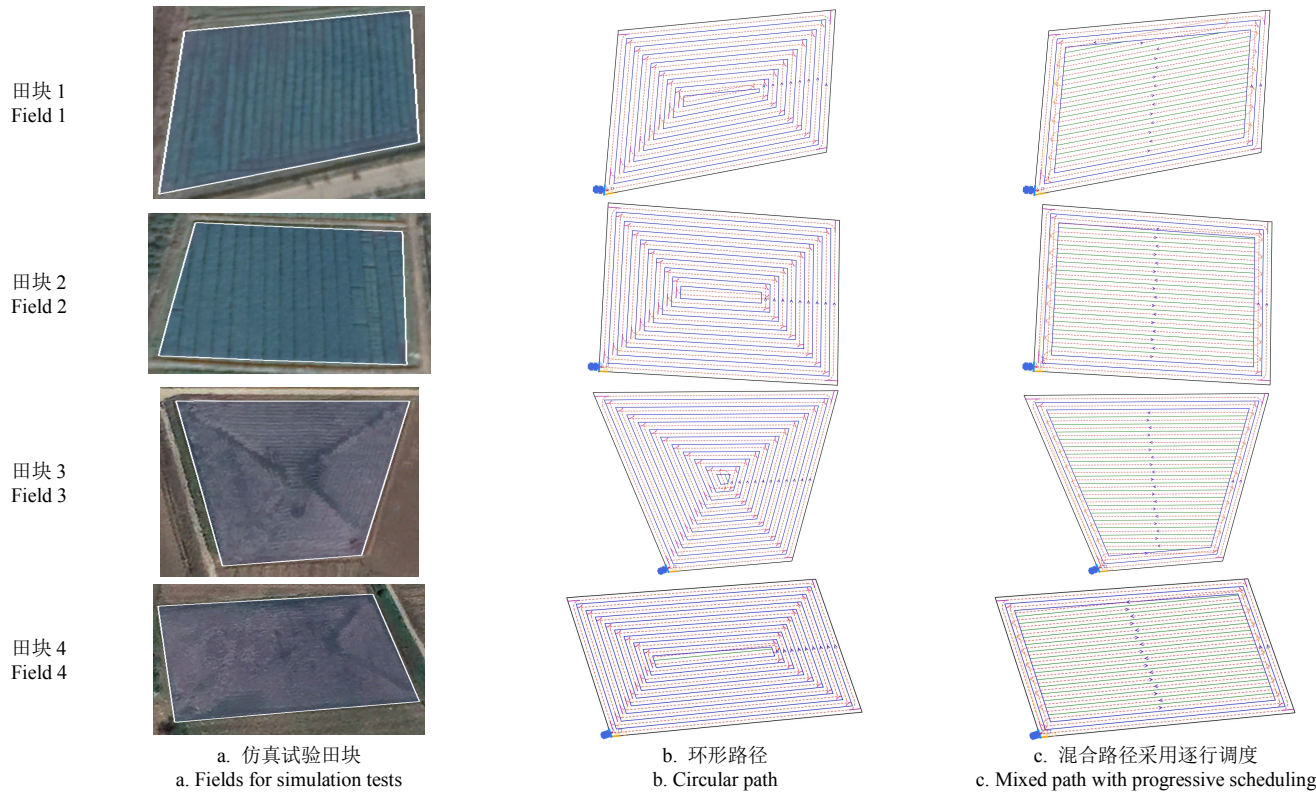 田块 1
Field 1
田块 2
Field 2
田块 3
Field 3
田块 4
Field 4
a. 仿真试验田块
a. Fields for simulation tests
b. 环形路径
b. Circular path
c. 混合路径采用逐行调度
c. Mixed path with progressive scheduling